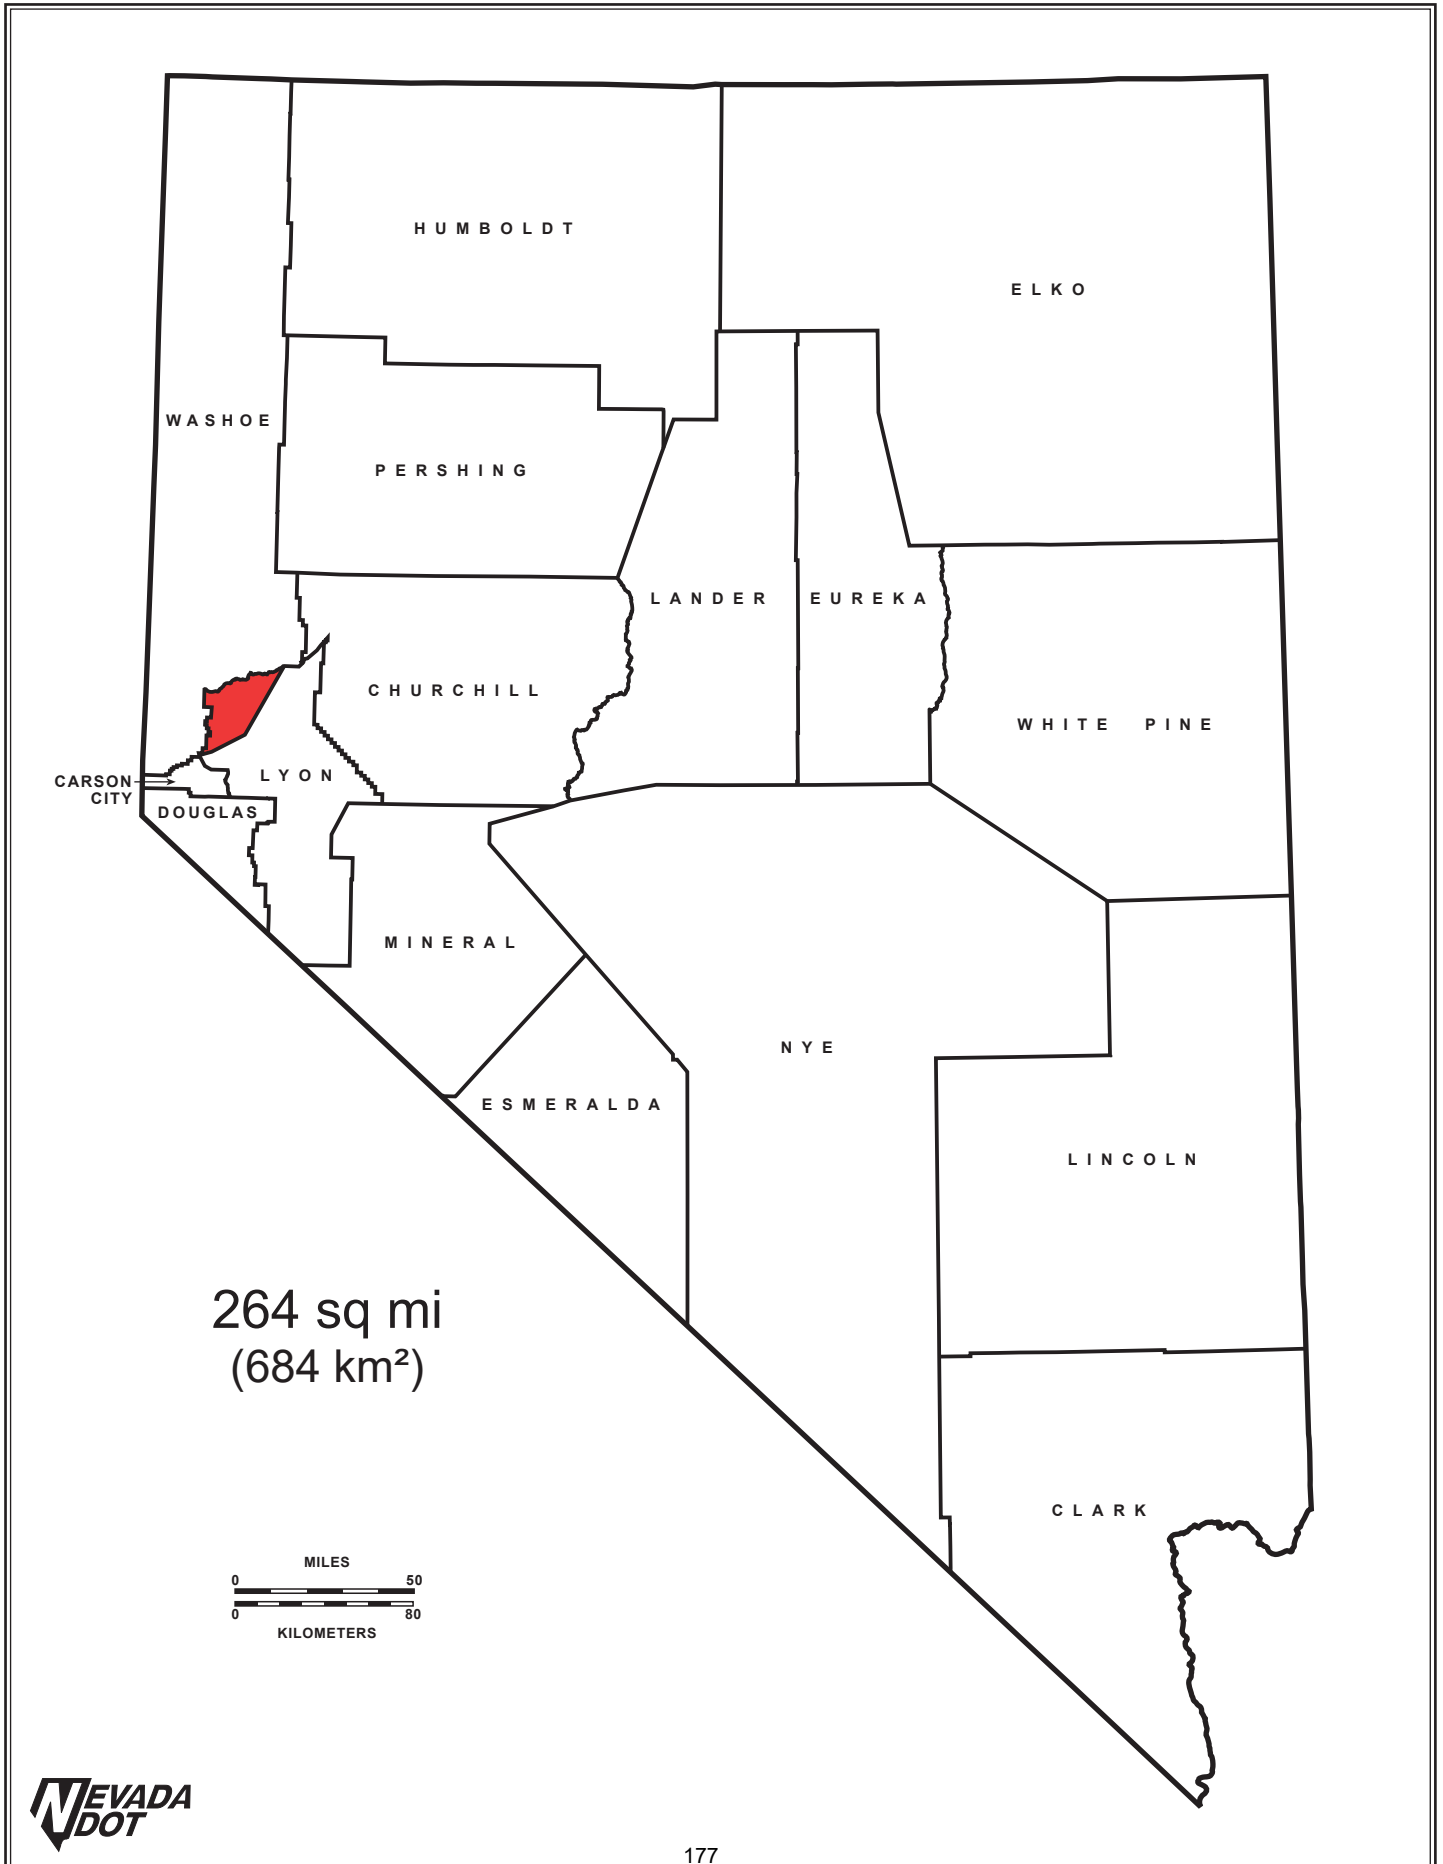 HUMBOLDT
ELKO
WASHOE
PERSHING
LANDER
EUREKA
CHURCHILL
WHITE PINE
LYON
CARSON
CITY
DOUGLAS
MINERAL
NYE
ESMERALDA
LINCOLN
264 sq mi
(684 km²)
CLARK
MILES
0 50
0 80
KILOMETERS
NEVADA
DOT
177